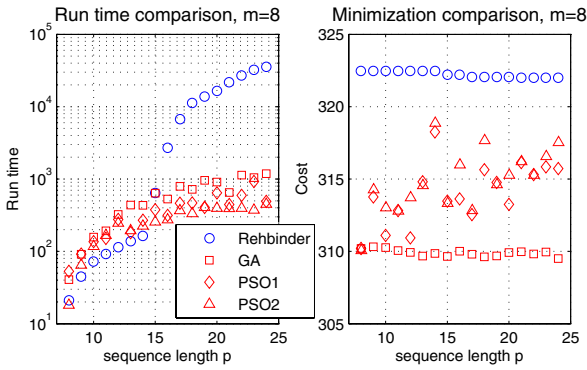 Run time comparison, m=8
10^5
10^4
10^3
10^2
10^1
Run time
10
15
20
25
sequence length p
Rehbinder
GA
PSO1
PSO2
Minimization comparison, m=8
325
320
315
310
305
Cost
10
15
20
25
sequence length p